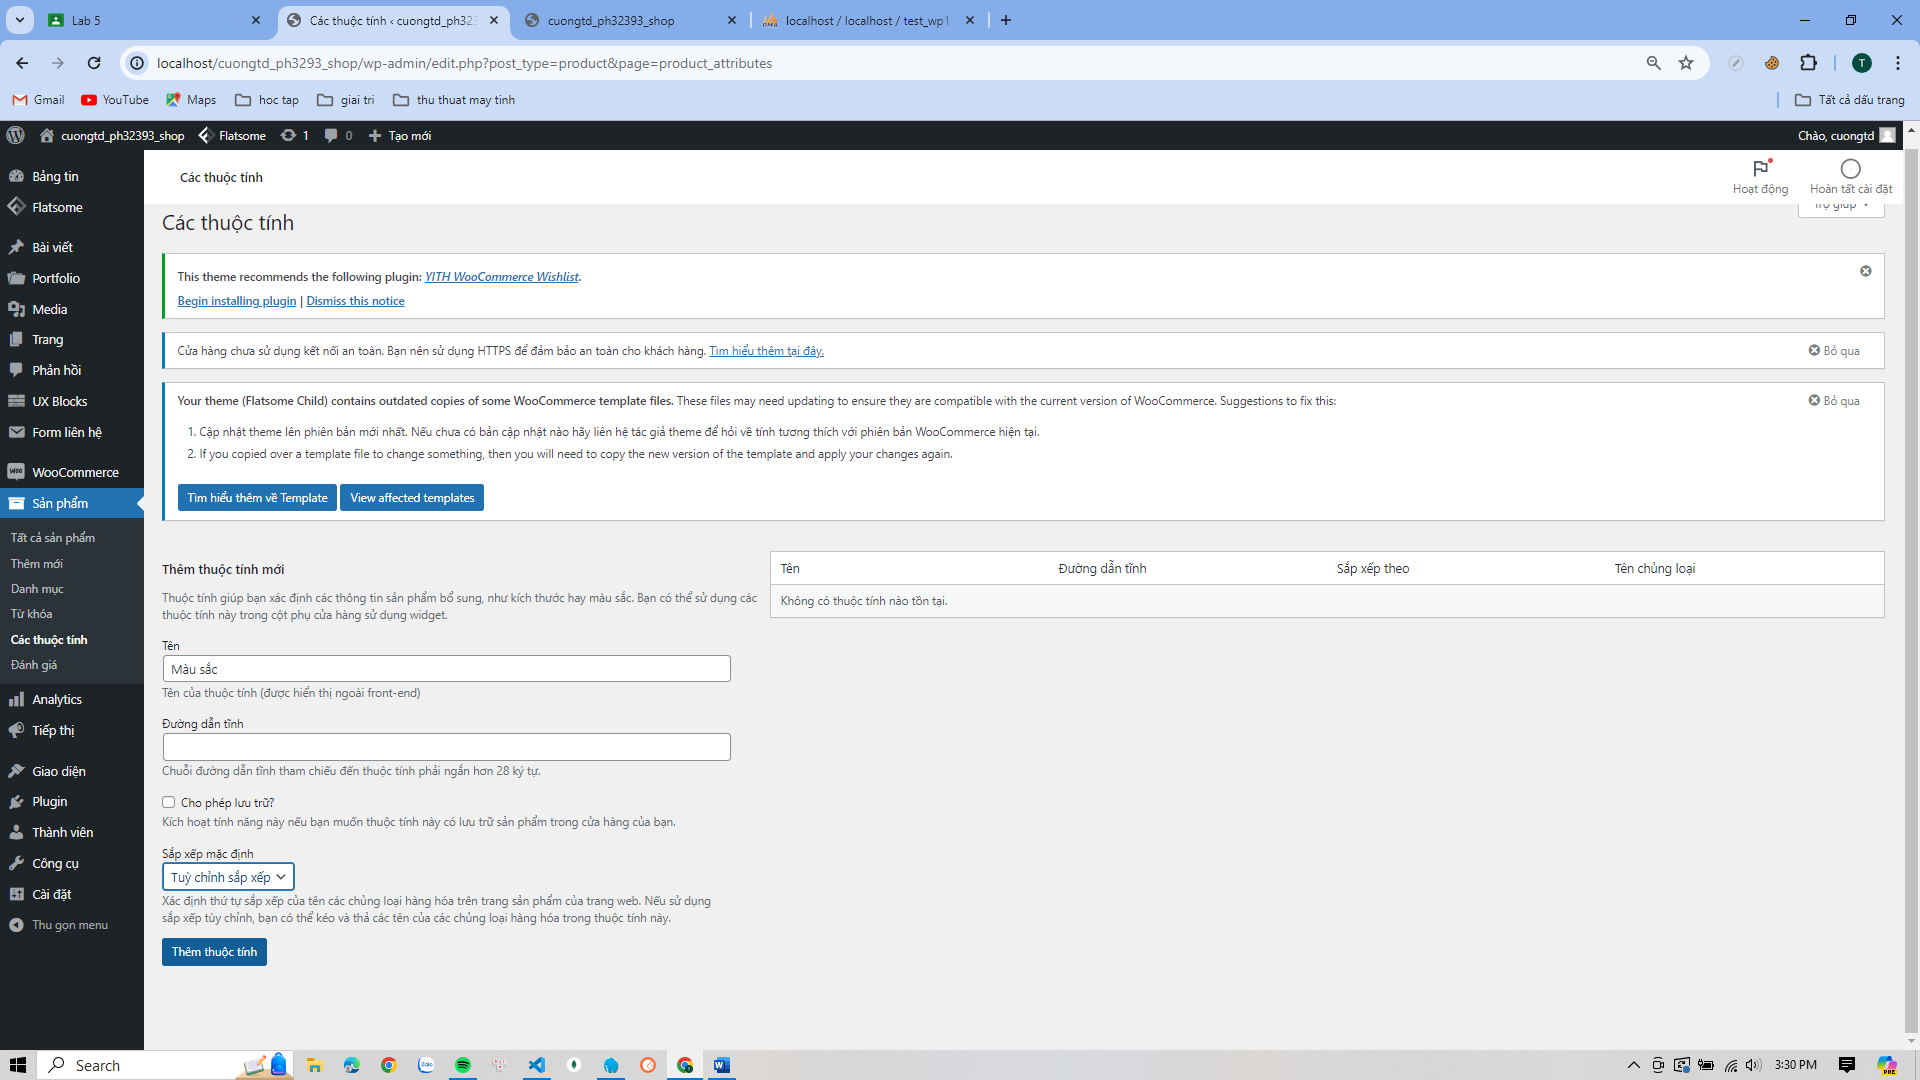 Lab 5
Các thuộc tính ‹ cuongtd_ph323
cuongtd_ph32393_shop
localhost / localhost / test_wp1
localhost/cuongtd_ph3293_shop/wp-admin/edit.php?post_type=product&page=product_attributes
T
Gmail
YouTube
Maps
hoc tap
giai tri
thu thuat may tinh
Tất cả dấu trang
cuongtd_ph32393_shop
Flatsome
1
0
Tạo mới
Chào, cuongtd
Bảng tin
Flatsome
Bài viết
Portfolio
Media
Trang
Phản hồi
UX Blocks
Form liên hệ
WooCommerce
Sản phẩm
Tất cả sản phẩm
Thêm mới
Danh mục
Từ khóa
Các thuộc tính
Đánh giá
Analytics
Tiếp thị
Giao diện
Plugin
Thành viên
Công cụ
Cài đặt
Thu gọn menu
Các thuộc tính
Hoạt động
Hoàn tất cài đặt
Trợ giúp
Các thuộc tính
This theme recommends the following plugin: YITH WooCommerce Wishlist.
Begin installing plugin | Dismiss this notice
Cửa hàng chưa sử dụng kết nối an toàn. Bạn nên sử dụng HTTPS để đảm bảo an toàn cho khách hàng. Tìm hiểu thêm tại đây.
Bỏ qua
Your theme (Flatsome Child) contains outdated copies of some WooCommerce template files. These files may need updating to ensure they are compatible with the current version of WooCommerce. Suggestions to fix this:
Bỏ qua
1. Cập nhật theme lên phiên bản mới nhất. Nếu chưa có bản cập nhật nào hãy liên hệ tác giả theme để hỏi về tính tương thích với phiên bản WooCommerce hiện tại.
2. If you copied over a template file to change something, then you will need to copy the new version of the template and apply your changes again.
Tìm hiểu thêm về Template
View affected templates
Thêm thuộc tính mới
Thuộc tính giúp bạn xác định các thông tin sản phẩm bổ sung, như kích thước hay màu sắc. Bạn có thể sử dụng các
thuộc tính này trong cột phụ cửa hàng sử dụng widget.
Tên
Màu sắc
Tên của thuộc tính (được hiển thị ngoài front-end)
Đường dẫn tĩnh
Chuỗi đường dẫn tĩnh tham chiếu đến thuộc tính phải ngắn hơn 28 ký tự.
Cho phép lưu trữ?
Kích hoạt tính năng này nếu bạn muốn thuộc tính này có lưu trữ sản phẩm trong cửa hàng của bạn.
Sắp xếp mặc định
Tuỳ chỉnh sắp xếp
Xác định thứ tự sắp xếp của tên các chủng loại hàng hóa trên trang sản phẩm của trang web. Nếu sử dụng
sắp xếp tùy chỉnh, bạn có thể kéo và thả các tên của các chủng loại hàng hóa trong thuộc tính này.
Thêm thuộc tính
Tên
Đường dẫn tĩnh
Sắp xếp theo
Tên chủng loại
Không có thuộc tính nào tồn tại.
Search
3:30 PM